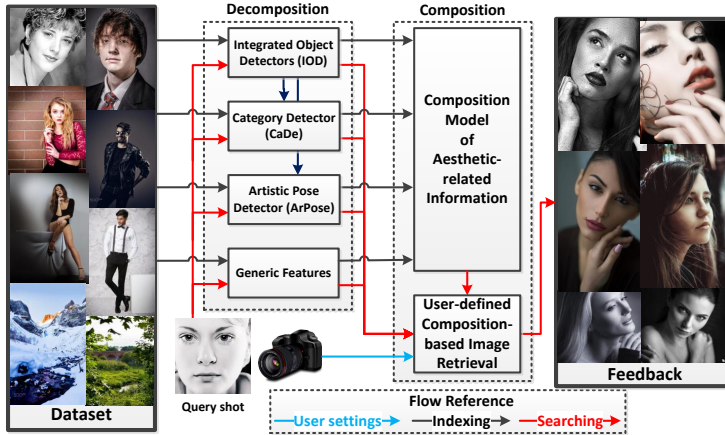 Decomposition
Composition
Integrated Object
Detectors (IOD)
Category Detector
(CaDe)
Artistic Pose
Detector (ArPose)
Generic Features
Composition
Model
of
Aesthetic-
related
Information
User-defined
Composition-
based Image
Retrieval
Dataset
Query shot
Feedback
Flow Reference
User settings
Indexing
Searching